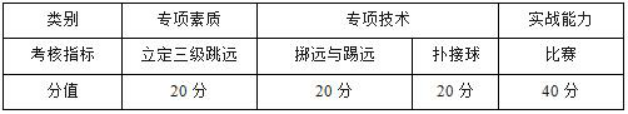 类别 专项素质 专项技术 实战能力
考核指标 立定三级跳远 掷远与踢远 扑接球 比赛
分值 20分 20分 20分 40分